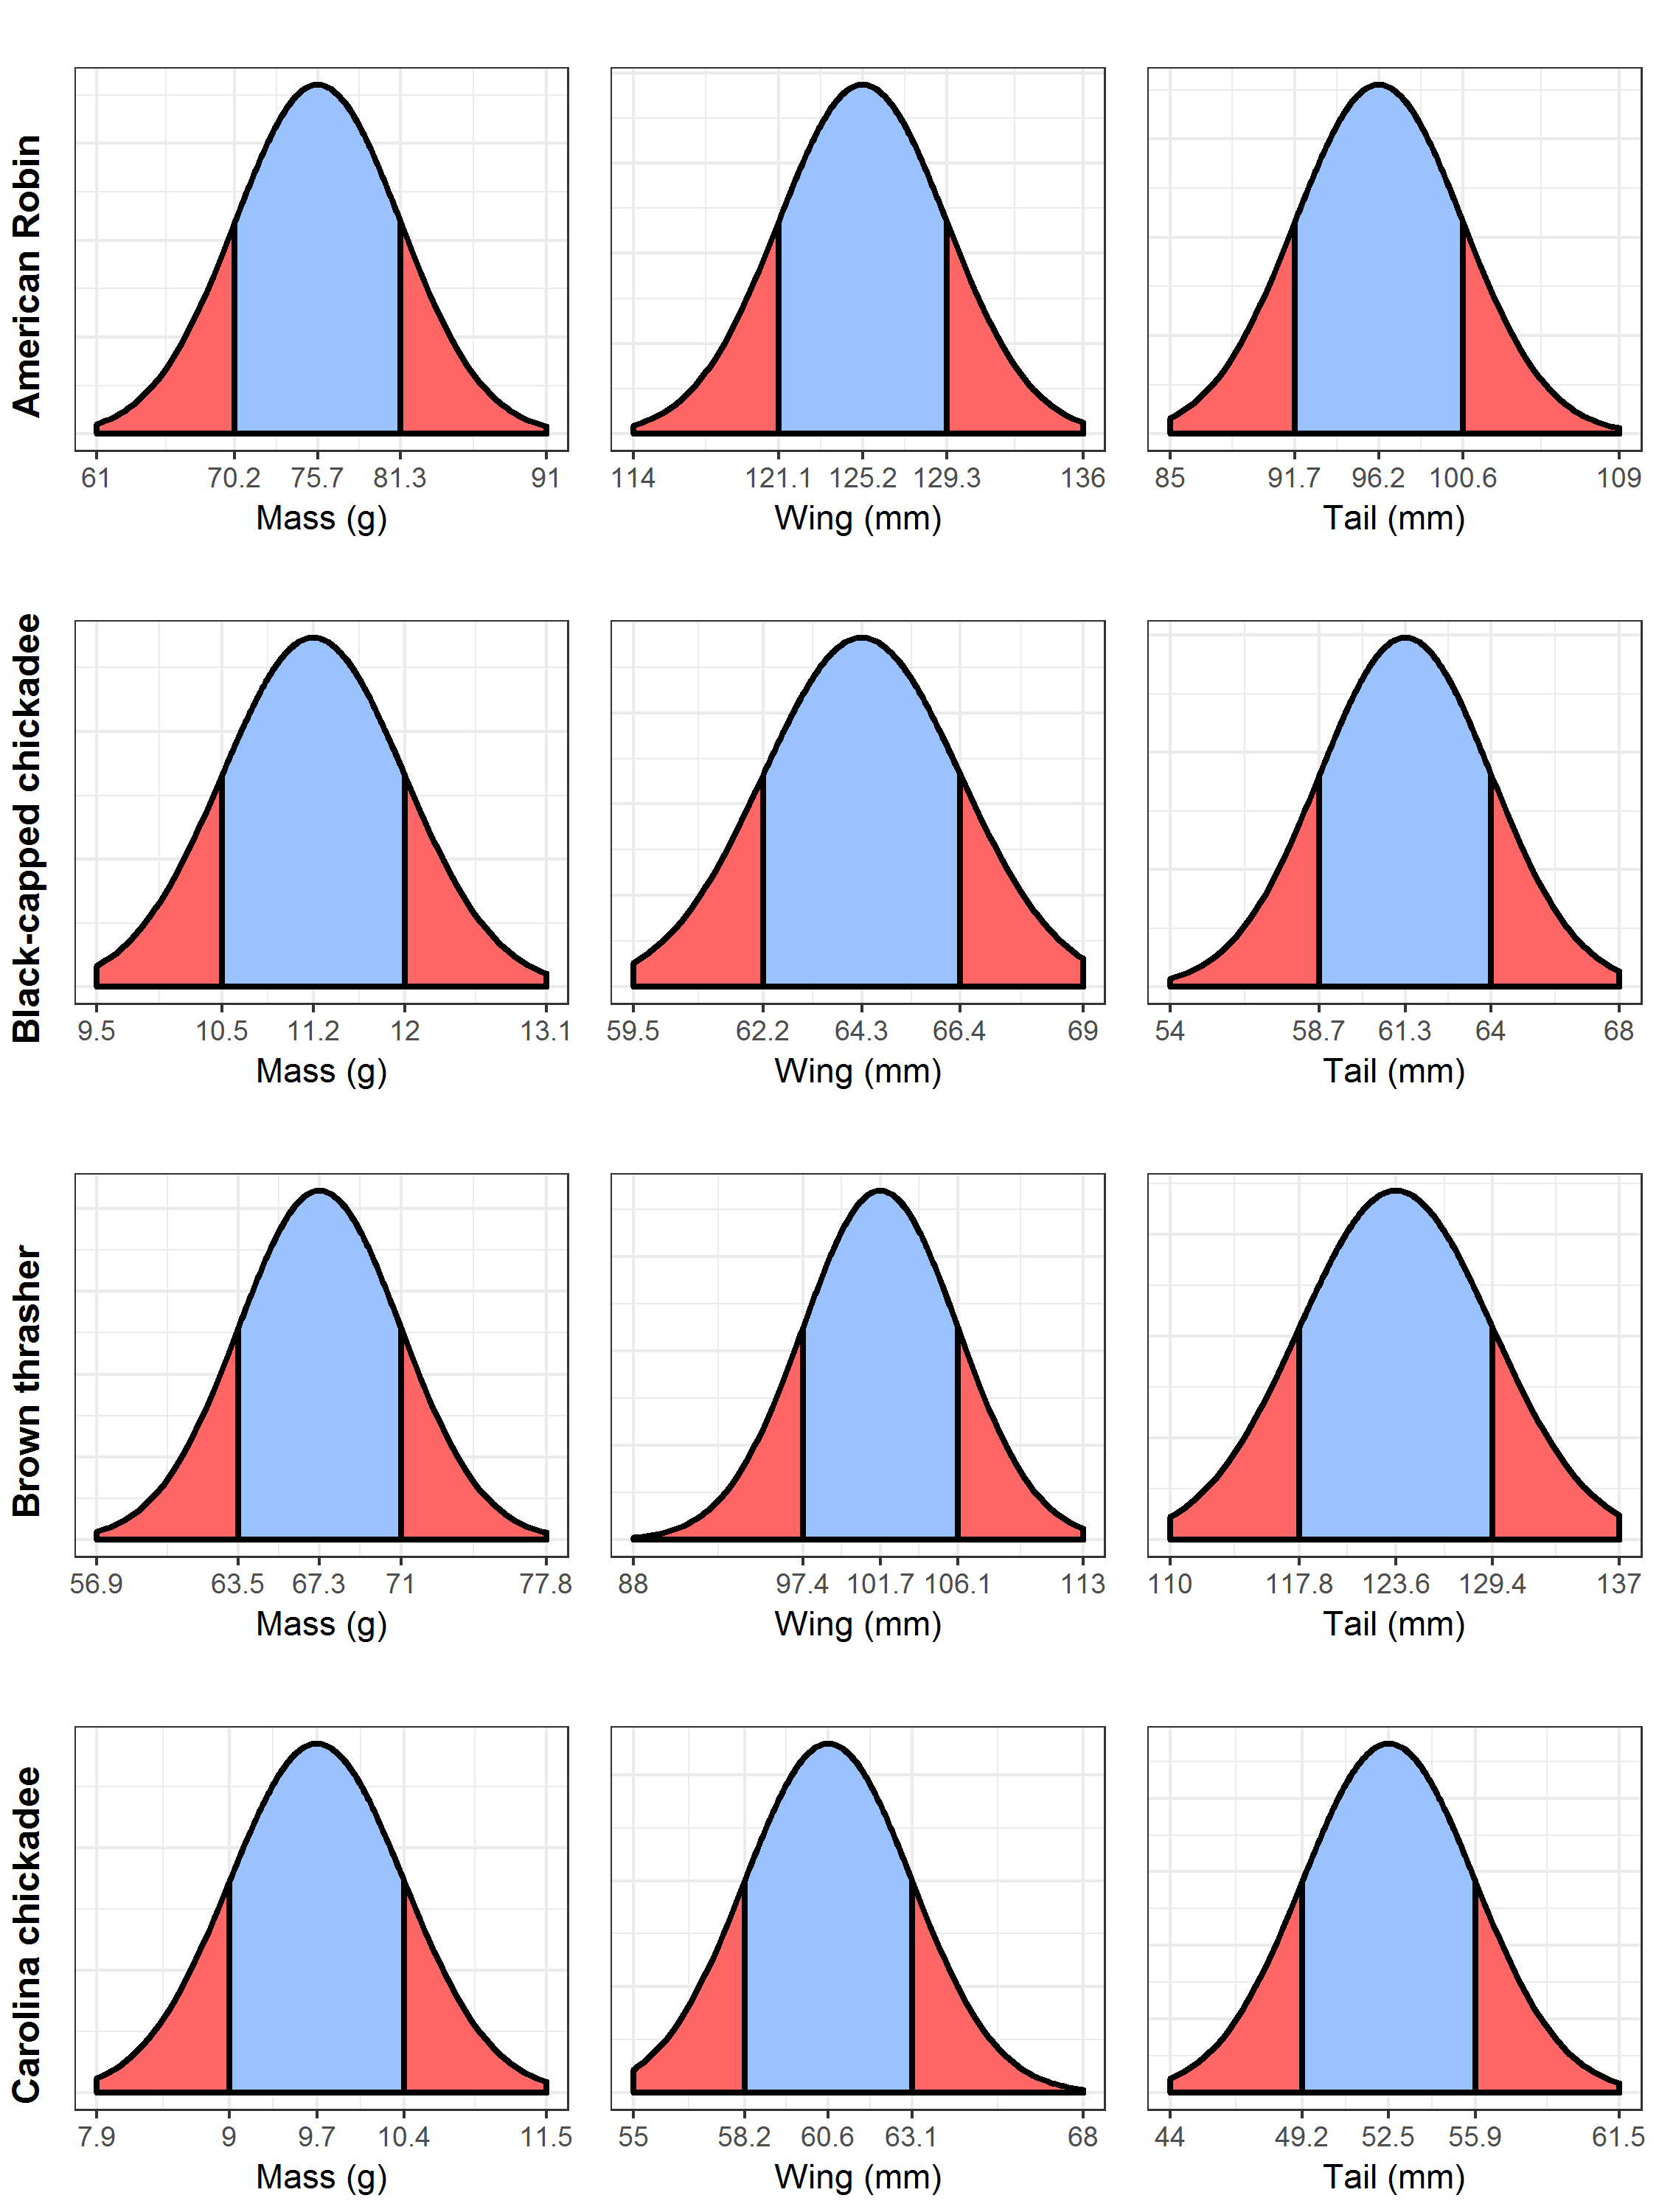 American Robin
61 70.2 75.7 81.3 91
Mass (g)
114 121.1 125.2 129.3 136
Wing (mm)
85 91.7 96.2 100.6 109
Tail (mm)
Black-capped chickadee
9.5 10.5 11.2 12 13.1
Mass (g)
59.5 62.2 64.3 66.4 69
Wing (mm)
54 58.7 61.3 64 68
Tail (mm)
Brown thrasher
56.9 63.5 67.3 71 77.8
Mass (g)
88 97.4 101.7 106.1 113
Wing (mm)
110 117.8 123.6 129.4 137
Tail (mm)
Carolina chickadee
7.9 9 9.7 10.4 11.5
Mass (g)
55 58.2 60.6 63.1 68
Wing (mm)
44 49.2 52.5 55.9 61.5
Tail (mm)